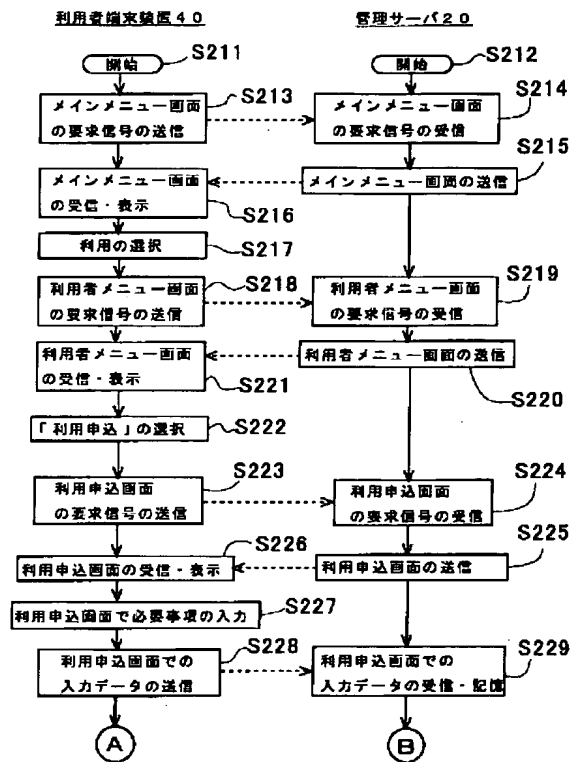 利用者端末装置40
管理サーバ20
開始
S211
開始
S212
メインメニュー画面
の要求信号の送信
S213
メインメニュー画面
の要求信号の受信
S214
メインメニュー画面の送信
S215
メインメニュー画面
の受信・表示
S216
利用の選択
S217
利用者メニュー画面
の要求信号の送信
S218
利用者メニュー画面
の要求信号の受信
S219
利用者メニュー画面の送信
S220
利用者メニュー画面
の受信・表示
S221
「利用申込」の選択
S222
利用申込画面
の要求信号の送信
S223
利用申込画面
の要求信号の受信
S224
利用申込画面の送信
S225
利用申込画面の受信・表示
S226
利用申込画面で必要事項の入力
S227
利用申込画面での
入力データの送信
S228
利用申込画面での
入力データの受信・記憶
S229
A
B